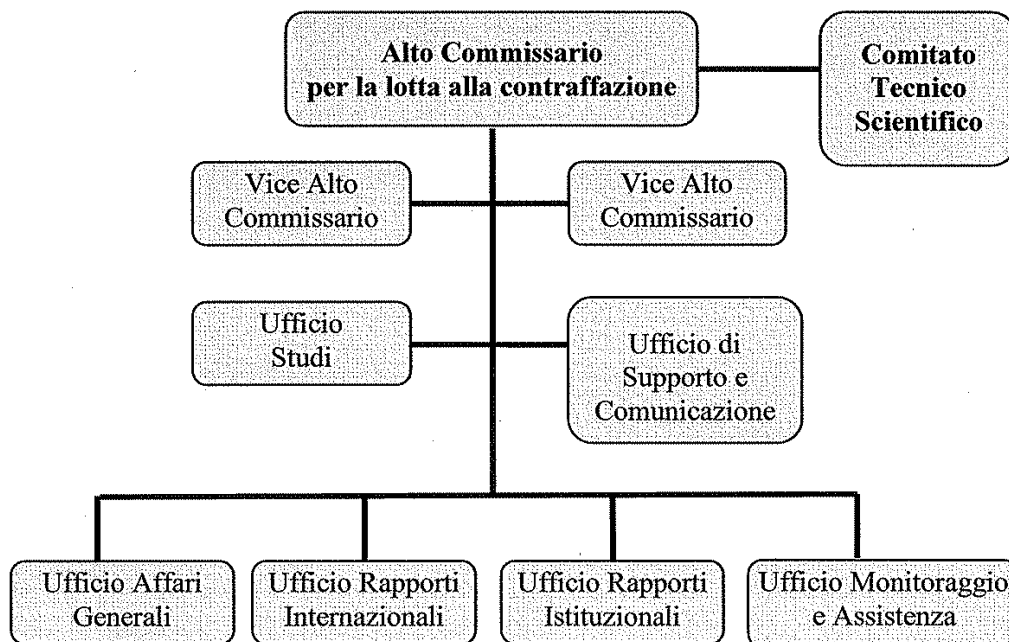 Alto Commissario
per la lotta alla contraffazione
Comitato
Tecnico
Scientifico
Vice Alto
Commissario
Vice Alto
Commissario
Ufficio
Studi
Ufficio di
Supporto e
Comunicazione
Ufficio Affari
Generali
Ufficio Rapporti
Internazionali
Ufficio Rapporti
Istituzionali
Ufficio Monitoraggio
e Assistenza